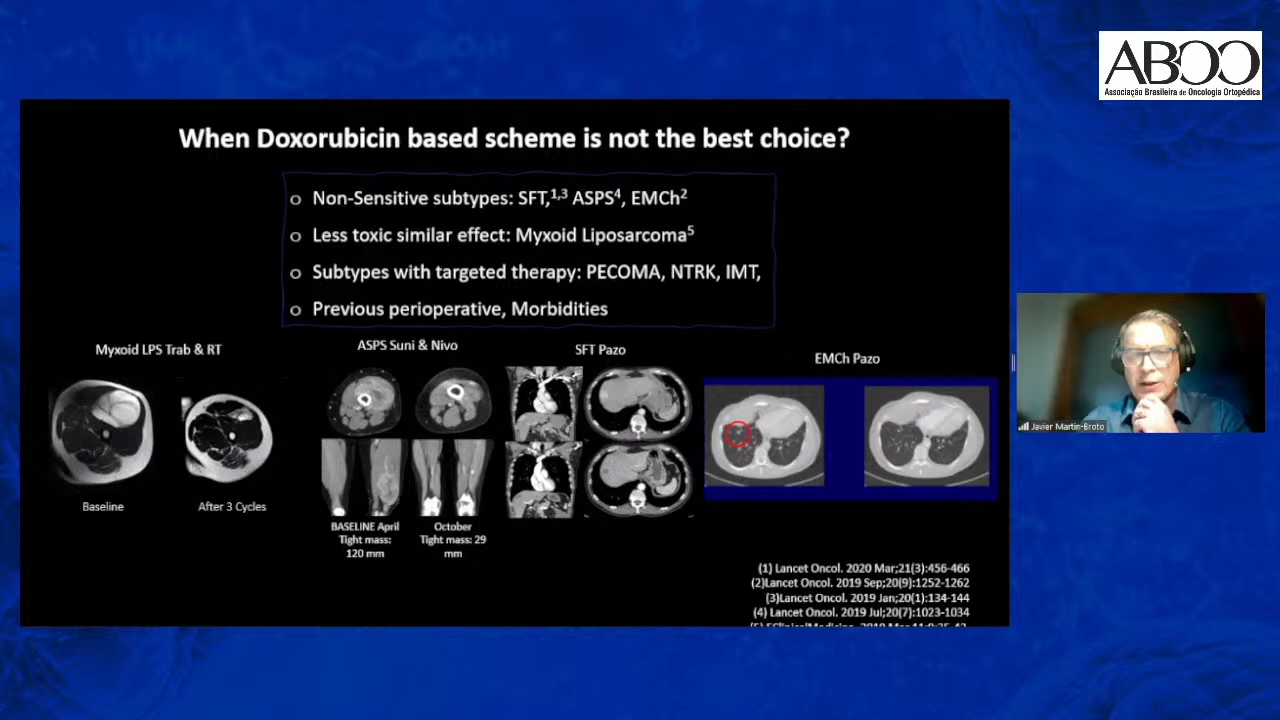 ABOO
Associação Brasileira de Oncologia Ortopédica
When Doxorubicin based scheme is not the best choice?
o Non-Sensitive subtypes: SFT,1,3 ASPS4, EMCh2
o Less toxic similar effect: Myxoid Liposarcoma5
o Subtypes with targeted therapy: PECOMA, NTRK, IMT,
o Previous perioperative, Morbidities
Myxoid LPS Trab & RT
ASPS Suni & Nivo
SFT Pazo
EMCh Pazo
Baseline
After 3 Cycles
BASELINE April
Tight mass:
120 mm
October
Tight mass: 29
mm
(1) Lancet Oncol. 2020 Mar;21(3):456-466
(2)Lancet Oncol. 2019 Sep;20(9):1252-1262
(3)Lancet Oncol. 2019 Jan;20(1):134-144
(4) Lancet Oncol. 2019 Jul;20(7):1023-1034
Javier Martin-Broto